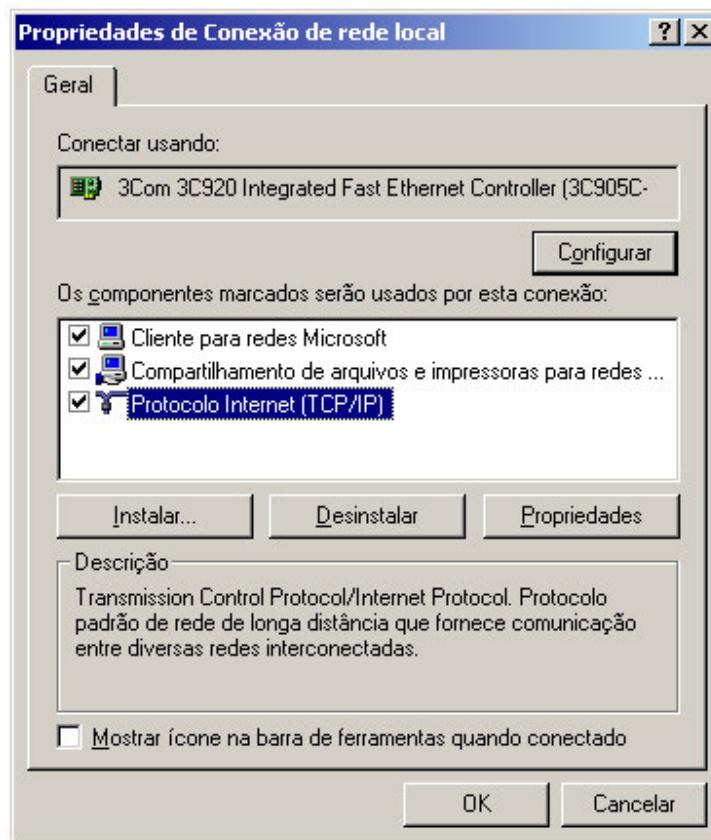 Propriedades de Conexão de rede local
Geral
Conectar usando:
3Com 3C920 Integrated Fast Ethernet Controller (3C905C-
Configurar
Os componentes marcados serão usados por esta conexão:
Cliente para redes Microsoft
Compartilhamento de arquivos e impressoras para redes ...
Protocolo Internet (TCP/IP)
Instalar... Desinstalar Propriedades
Descrição
Transmission Control Protocol/Internet Protocol. Protocolo
padrão de rede de longa distância que fornece comunicação
entre diversas redes interconectadas.
Mostrar ícone na barra de ferramentas quando conectado
OK Cancelar